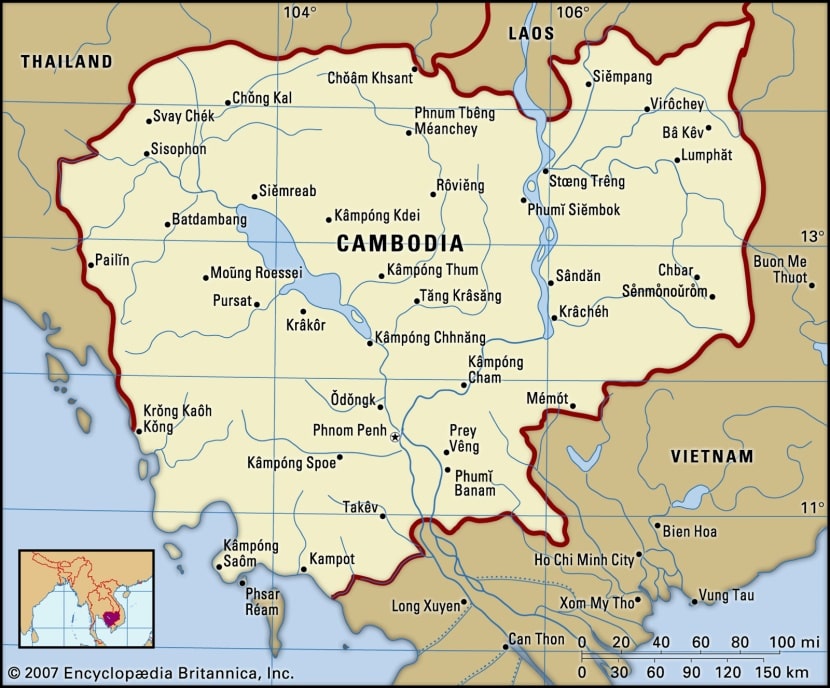 104°
106°
LAOS
THAILAND
Chŏâm Khsant
Siĕmpang
Chŏng Kal
Virôchey
Svay Chék
Phnum Tbêng
Méanchey
Bâ Kêv
Sisophon
Lumphăt
Stœng Trêng
Siĕmreab
Rôviĕng
Phumĭ Siĕmbok
Batdambang
Kâmpóng Kdei
CAMBODIA
13°
Pailĭn
Buon Me
Thuot
Moŭng Roessei
Kâmpóng Thum
Sândăn
Chbar
Sênmônoŭrôm
Pursat
Tăng Krâsăng
Krâkôr
Krâchéh
Kâmpóng Chhnăng
Kâmpóng
Cham
Mémót
Ŏdŏngk
Krŏng Kaôh
Kŏng
Phnom Penh
Prey
Vêng
VIETNAM
Kâmpóng Spoe
Phumĭ
Banam
Takêv
11°
Bien Hoa
Kâmpóng
Saôm
Kampot
Ho Chi Minh City
Phsar
Réam
Long Xuyen
Xom My Tho
Vung Tau
Can Thon
0 20 40 60 80 100 mi
0 30 60 90 120 150 km
© 2007 Encyclopædia Britannica, Inc.